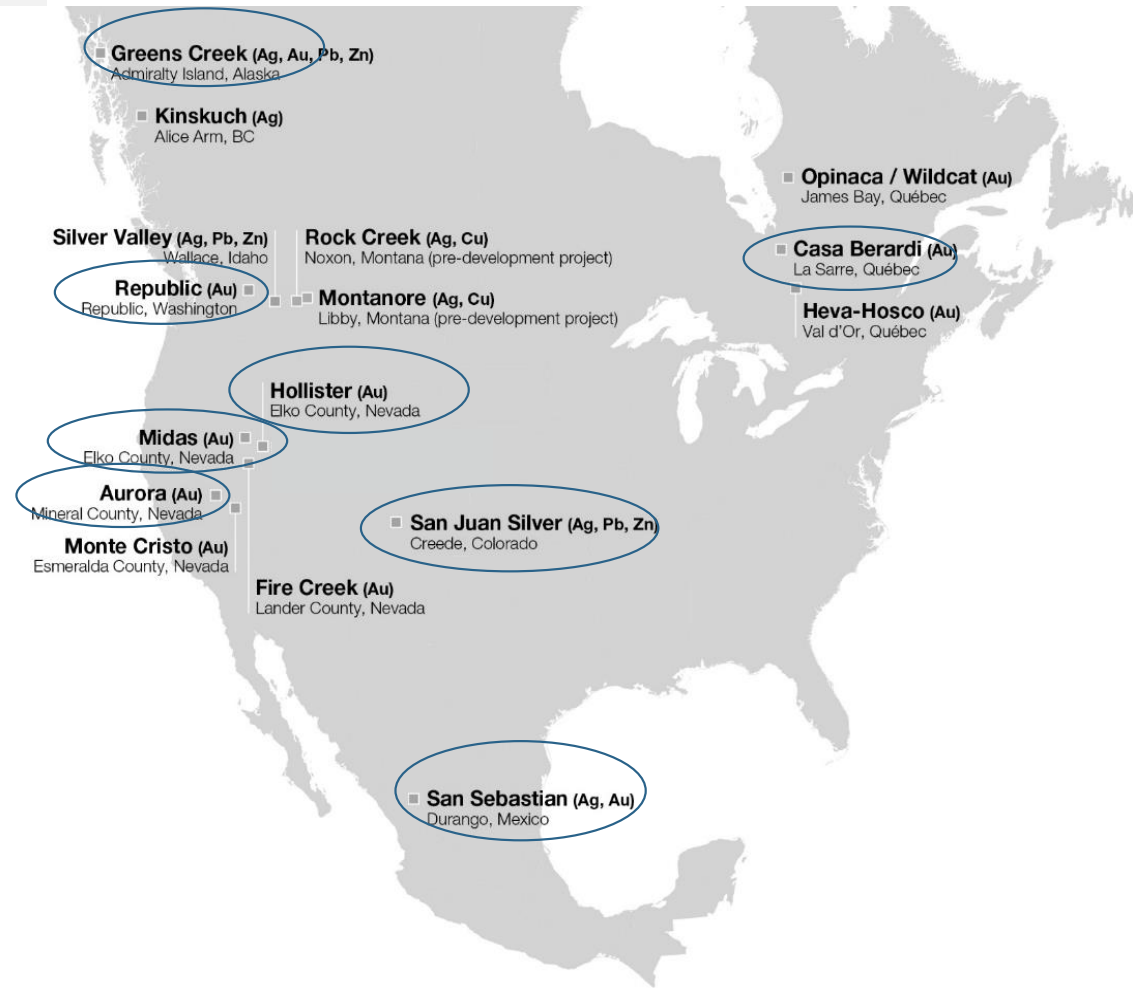 Greens Creek (Ag, Au, Pb, Zn)
Admiralty Island, Alaska
Kinskuch (Ag)
Alice Arm, BC
Opinaca / Wildcat (Au)
James Bay, Québec
Silver Valley (Ag, Pb, Zn)
Wallace, Idaho
Rock Creek (Ag, Cu)
Noxon, Montana (pre-development project)
Casa Berardi (Au)
La Sarre, Québec
Republic (Au)
Republic, Washington
Montanore (Ag, Cu)
Libby, Montana (pre-development project)
Heva-Hosco (Au)
Val d'Or, Québec
Hollister (Au)
Elko County, Nevada
Midas (Au)
Elko County, Nevada
Aurora (Au)
Mineral County, Nevada
San Juan Silver (Ag, Pb, Zn)
Creede, Colorado
Monte Cristo (Au)
Esmeralda County, Nevada
Fire Creek (Au)
Lander County, Nevada
San Sebastian (Ag, Au)
Durango, Mexico